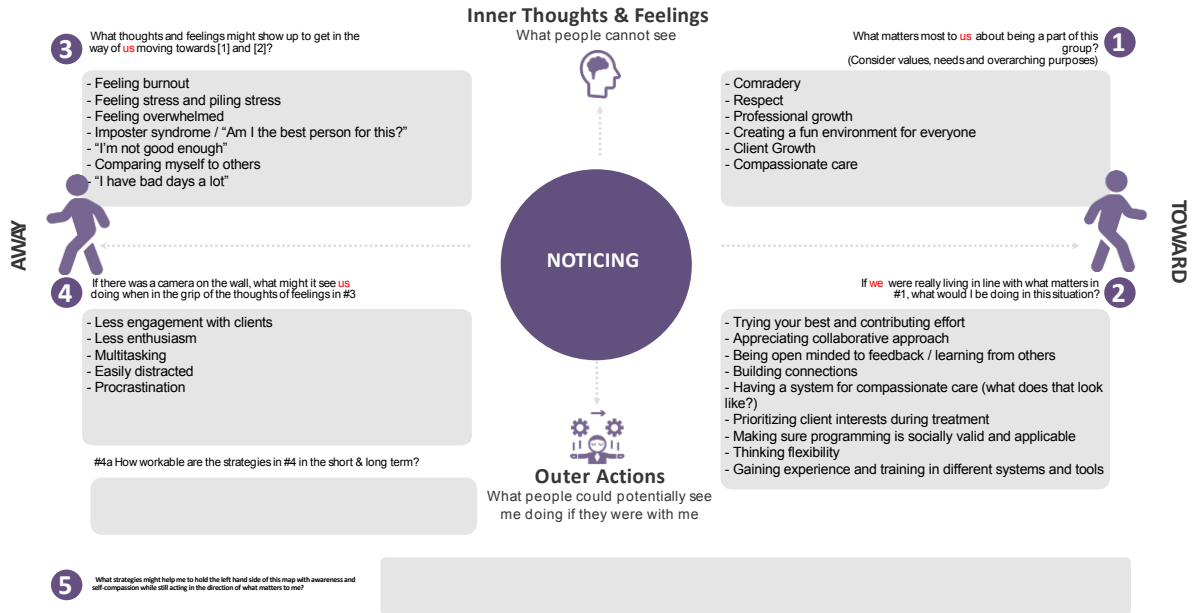 Inner Thoughts & Feelings
What people cannot see
3
What thoughts and feelings might show up to get in the
way of us moving towards [1] and [2]?
- Feeling burnout
- Feeling stress and piling stress
- Feeling overwhelmed
- Imposter syndrome / “Am I the best person for this?”
- “I’m not good enough”
- Comparing myself to others
- “I have bad days a lot”
What matters most to us about being a part of this
group?
(Consider values, needs and overarching purposes)
1
- Comradery
- Respect
- Professional growth
- Creating a fun environment for everyone
- Client Growth
- Compassionate care
AWAY
NOTICING
TOWARD
4
If there was a camera on the wall, what might it see us
doing when in the grip of the thoughts of feelings in #3
- Less engagement with clients
- Less enthusiasm
- Multitasking
- Easily distracted
- Procrastination
#4a How workable are the strategies in #4 in the short & long term?
If we were really living in line with what matters in
#1, what would I be doing in this situation?
2
- Trying your best and contributing effort
- Appreciating collaborative approach
- Being open minded to feedback / learning from others
- Building connections
- Having a system for compassionate care (what does that look
like?)
- Prioritizing client interests during treatment
- Making sure programming is socially valid and applicable
- Thinking flexibility
- Gaining experience and training in different systems and tools
Outer Actions
What people could potentially see
me doing if they were with me
5
What strategies might help me to hold the left hand side of this map with awareness and
self-compassion while still acting in the direction of what matters to me?